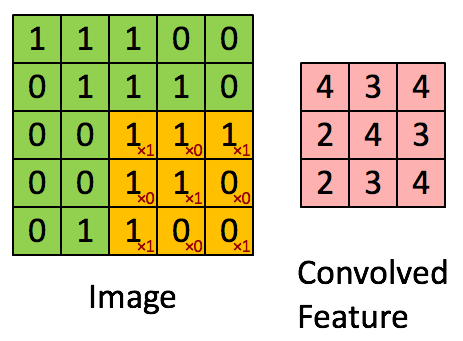 1 1 1 0 0
0 1 1 1 0
0 0 1×1 1×0 1×1
0 0 1×0 1×1 0×0
0 1 1×1 0×0 0×1
Image
4 3 4
2 4 3
2 3 4
Convolved
Feature